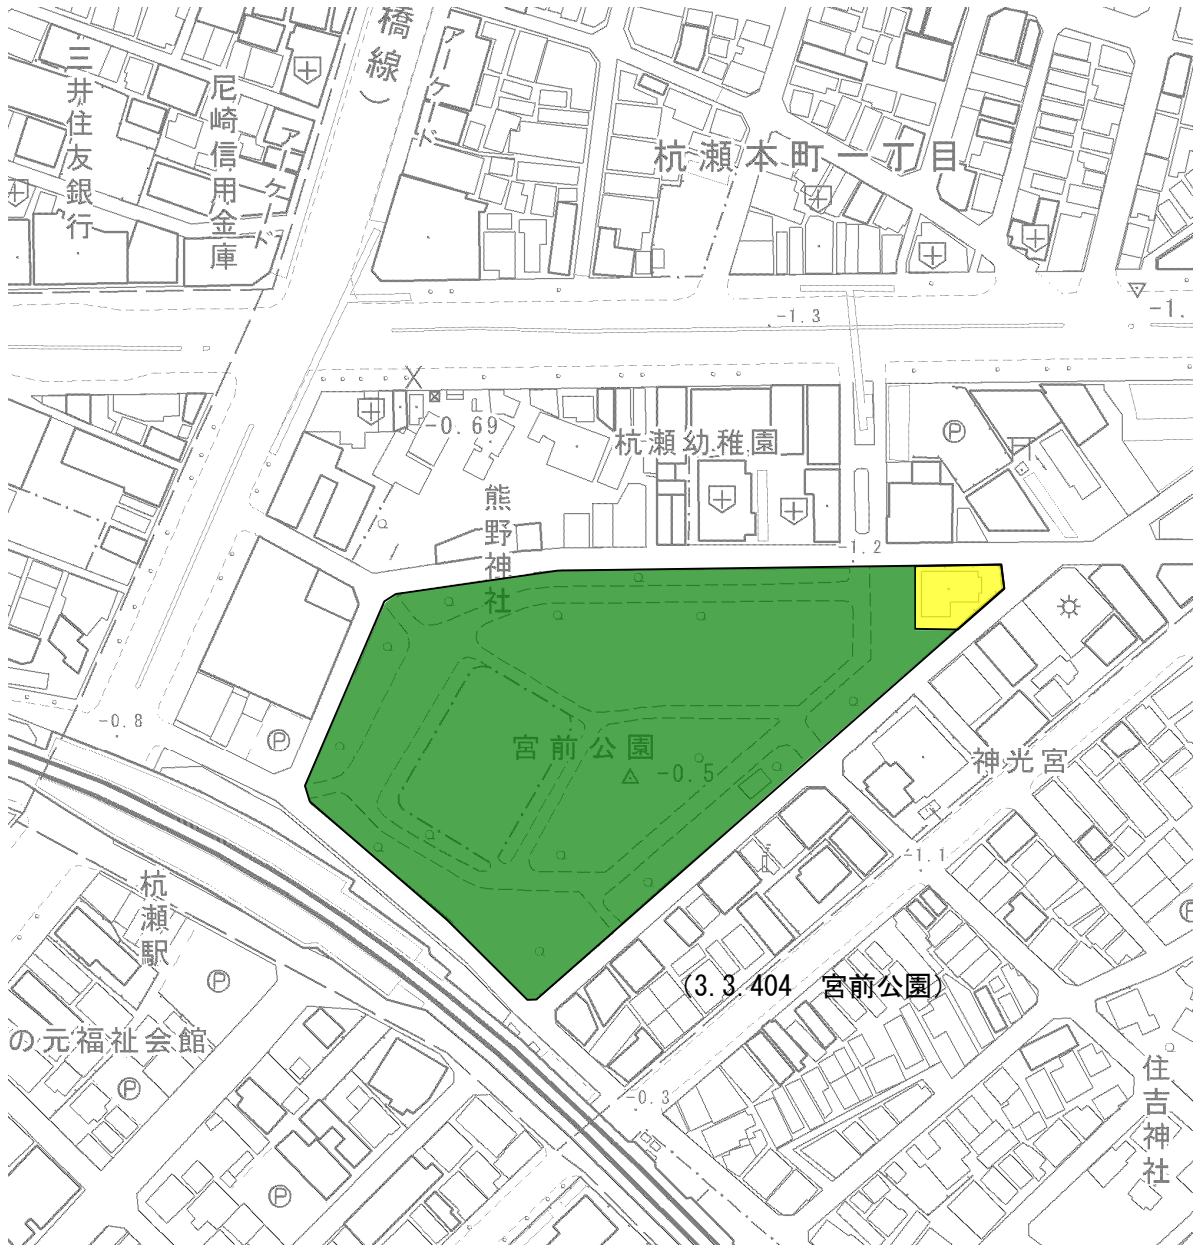 橋線）
アーケード
三井住友銀行
尼崎信用金庫
アーケード
杭瀬本町一丁目
-1.3
-1.
-0.69
杭瀬幼稚園
P
熊野神社
-1.2
-0.8
P
宮前公園
-0.5
神光宮
-1.1
杭瀬駅
P
P
(3.3.404 宮前公園)
の元福祉会館
P
-0.3
住吉神社
P